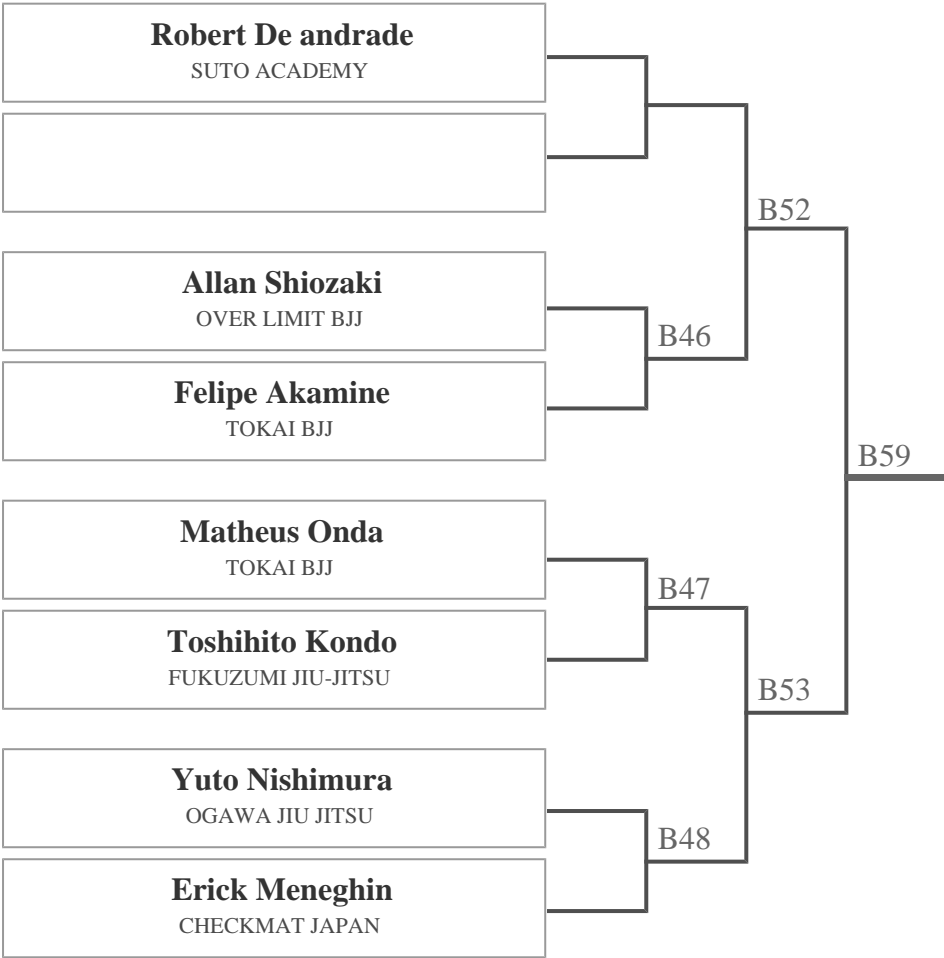 Robert De andrade
SUTO ACADEMY
B52
Allan Shiozaki
OVER LIMIT BJJ
B46
Felipe Akamine
TOKAI BJJ
B59
Matheus Onda
TOKAI BJJ
B47
Toshihito Kondo
FUKUZUMI JIU-JITSU
B53
Yuto Nishimura
OGAWA JIU JITSU
B48
Erick Meneghin
CHECKMAT JAPAN